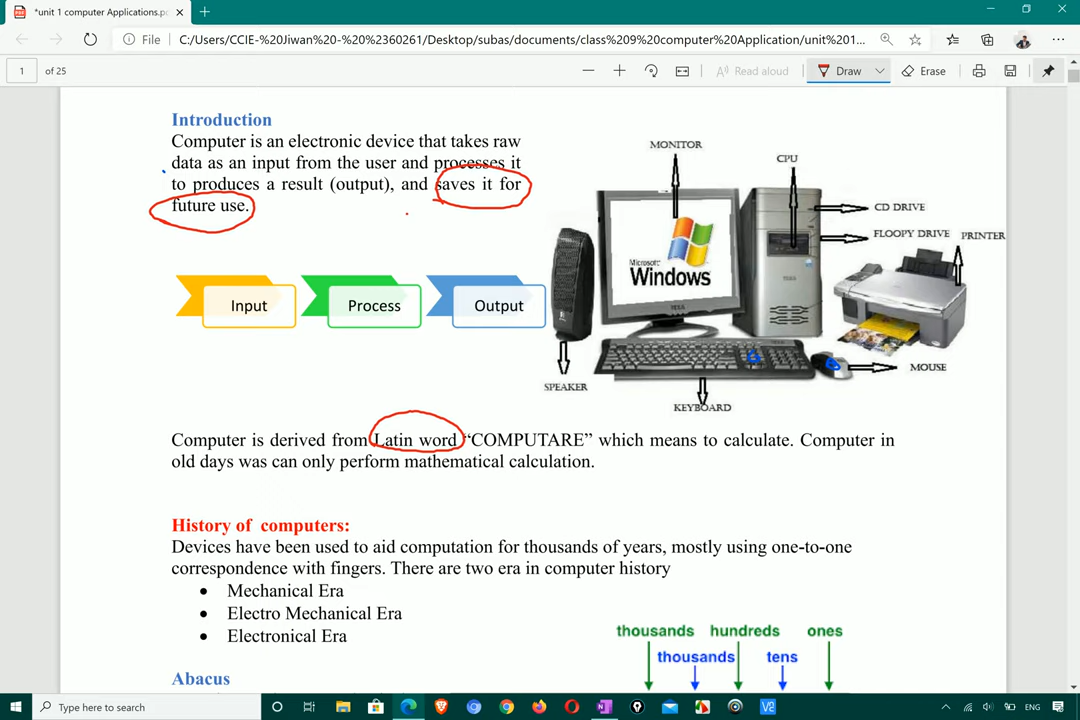 *unit 1 computer Applications.pd
File
C:/Users/CCIE-%20Jiwan%20-%20%2360261/Desktop/subas/documents/class%209%20computer%20Application/unit%201...
1 of 25
Read aloud
Draw
Erase
Introduction
Computer is an electronic device that takes raw
data as an input from the user and processes it
to produces a result (output), and saves it for
future use.
Input
Process
Output
MONITOR
CPU
CD DRIVE
FLOOPY DRIVE
PRINTER
Microsoft
Windows
SPEAKER
MOUSE
KEYBOARD
Computer is derived from Latin word “COMPUTARE” which means to calculate. Computer in
old days was can only perform mathematical calculation.
History of computers:
Devices have been used to aid computation for thousands of years, mostly using one-to-one
correspondence with fingers. There are two era in computer history
• Mechanical Era
• Electro Mechanical Era
• Electronical Era
thousands hundreds ones
thousands tens
Abacus
Type here to search
ENG